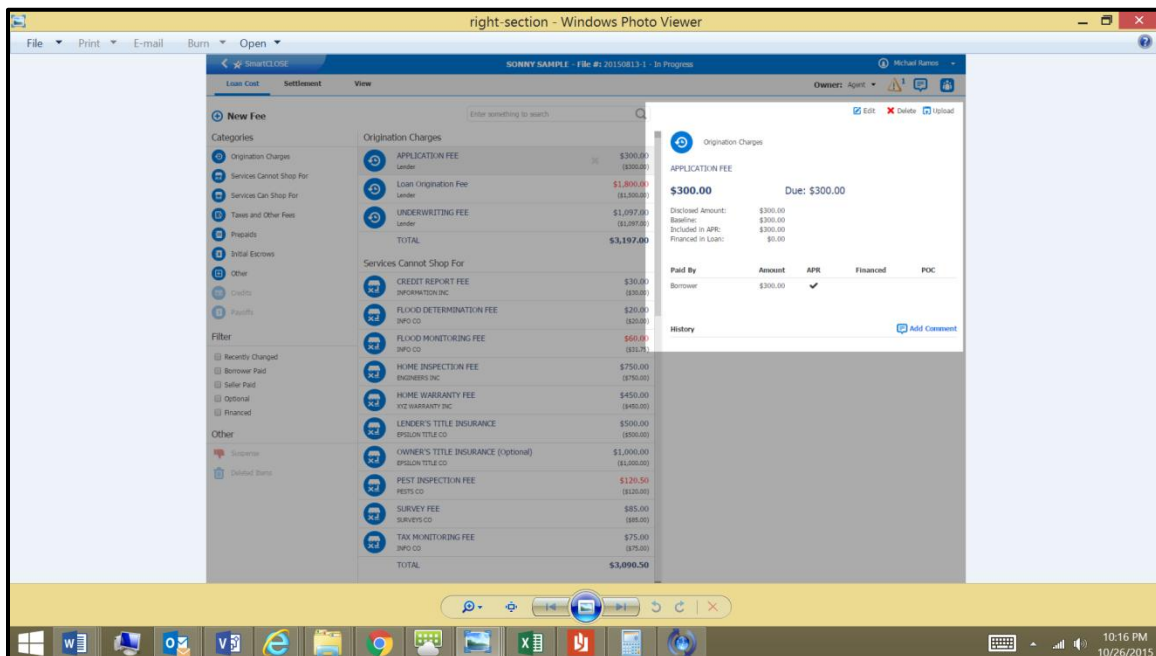 right-section - Windows Photo Viewer
File Print E-mail Burn Open
SmartCLOSE
SONNY SAMPLE - File #: 20150813-1 - In Progress
Michael Ramos
Loan Cost Settlement View
Owner: Agent
1
New Fee
Enter something to search
Categories
Origination Charges
Services Cannot Shop For
Services Can Shop For
Taxes and Other Fees
Prepaids
Initial Escrows
Other
Credits
Payoffs
Filter
Recently Changed
Borrower Paid
Seller Paid
Optional
Financed
Other
Suspense
Deleted Items
Origination Charges
APPLICATION FEE $300.00
Lender ($300.00)
Loan Origination Fee $1,800.00
Lender ($1,500.00)
UNDERWRITING FEE $1,097.00
Lender ($1,097.00)
TOTAL $3,197.00
Services Cannot Shop For
CREDIT REPORT FEE $30.00
INFORMATION INC ($30.00)
FLOOD DETERMINATION FEE $20.00
INFO CO ($20.00)
FLOOD MONITORING FEE $60.00
INFO CO ($31.75)
HOME INSPECTION FEE $750.00
ENGINEERS INC ($750.00)
HOME WARRANTY FEE $450.00
XYZ WARRANTY INC ($450.00)
LENDER'S TITLE INSURANCE $500.00
EPSILON TITLE CO ($500.00)
OWNER'S TITLE INSURANCE (Optional) $1,000.00
EPSILON TITLE CO ($1,000.00)
PEST INSPECTION FEE $120.50
PESTS CO ($120.00)
SURVEY FEE $85.00
SURVEYS CO ($85.00)
TAX MONITORING FEE $75.00
INFO CO ($75.00)
TOTAL $3,090.50
Edit Delete Upload
Origination Charges
APPLICATION FEE
$300.00 Due: $300.00
Disclosed Amount: $300.00
Baseline: $300.00
Included in APR: $300.00
Financed in Loan: $0.00
Paid By Amount APR Financed POC
Borrower $300.00
History Add Comment
10:16 PM
10/26/2015